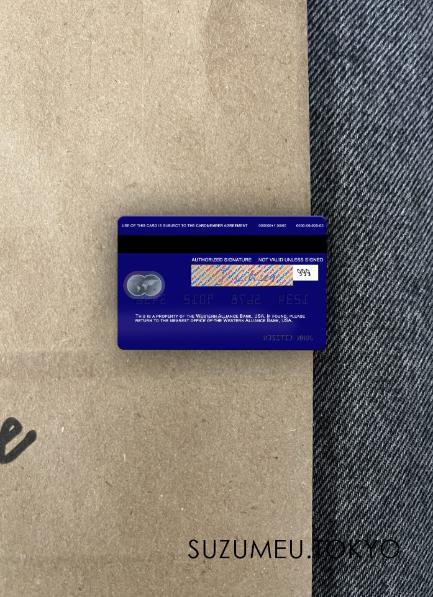 USE OF THIS CARD IS SUBJECT TO THE CARDMEMBER AGREEMENT
AUTHORIZED SIGNATURE NOT VALID UNLESS SIGNED
999
THIS IS A PROPERTY OF THE WESTERN ALLIANCE BANK, USA. IF FOUND, PLEASE
RETURN TO THE NEAREST OFFICE OF THE WESTERN ALLIANCE BANK, USA.
JOHN CITIZEN
e
SUZUMEU.TOKYO